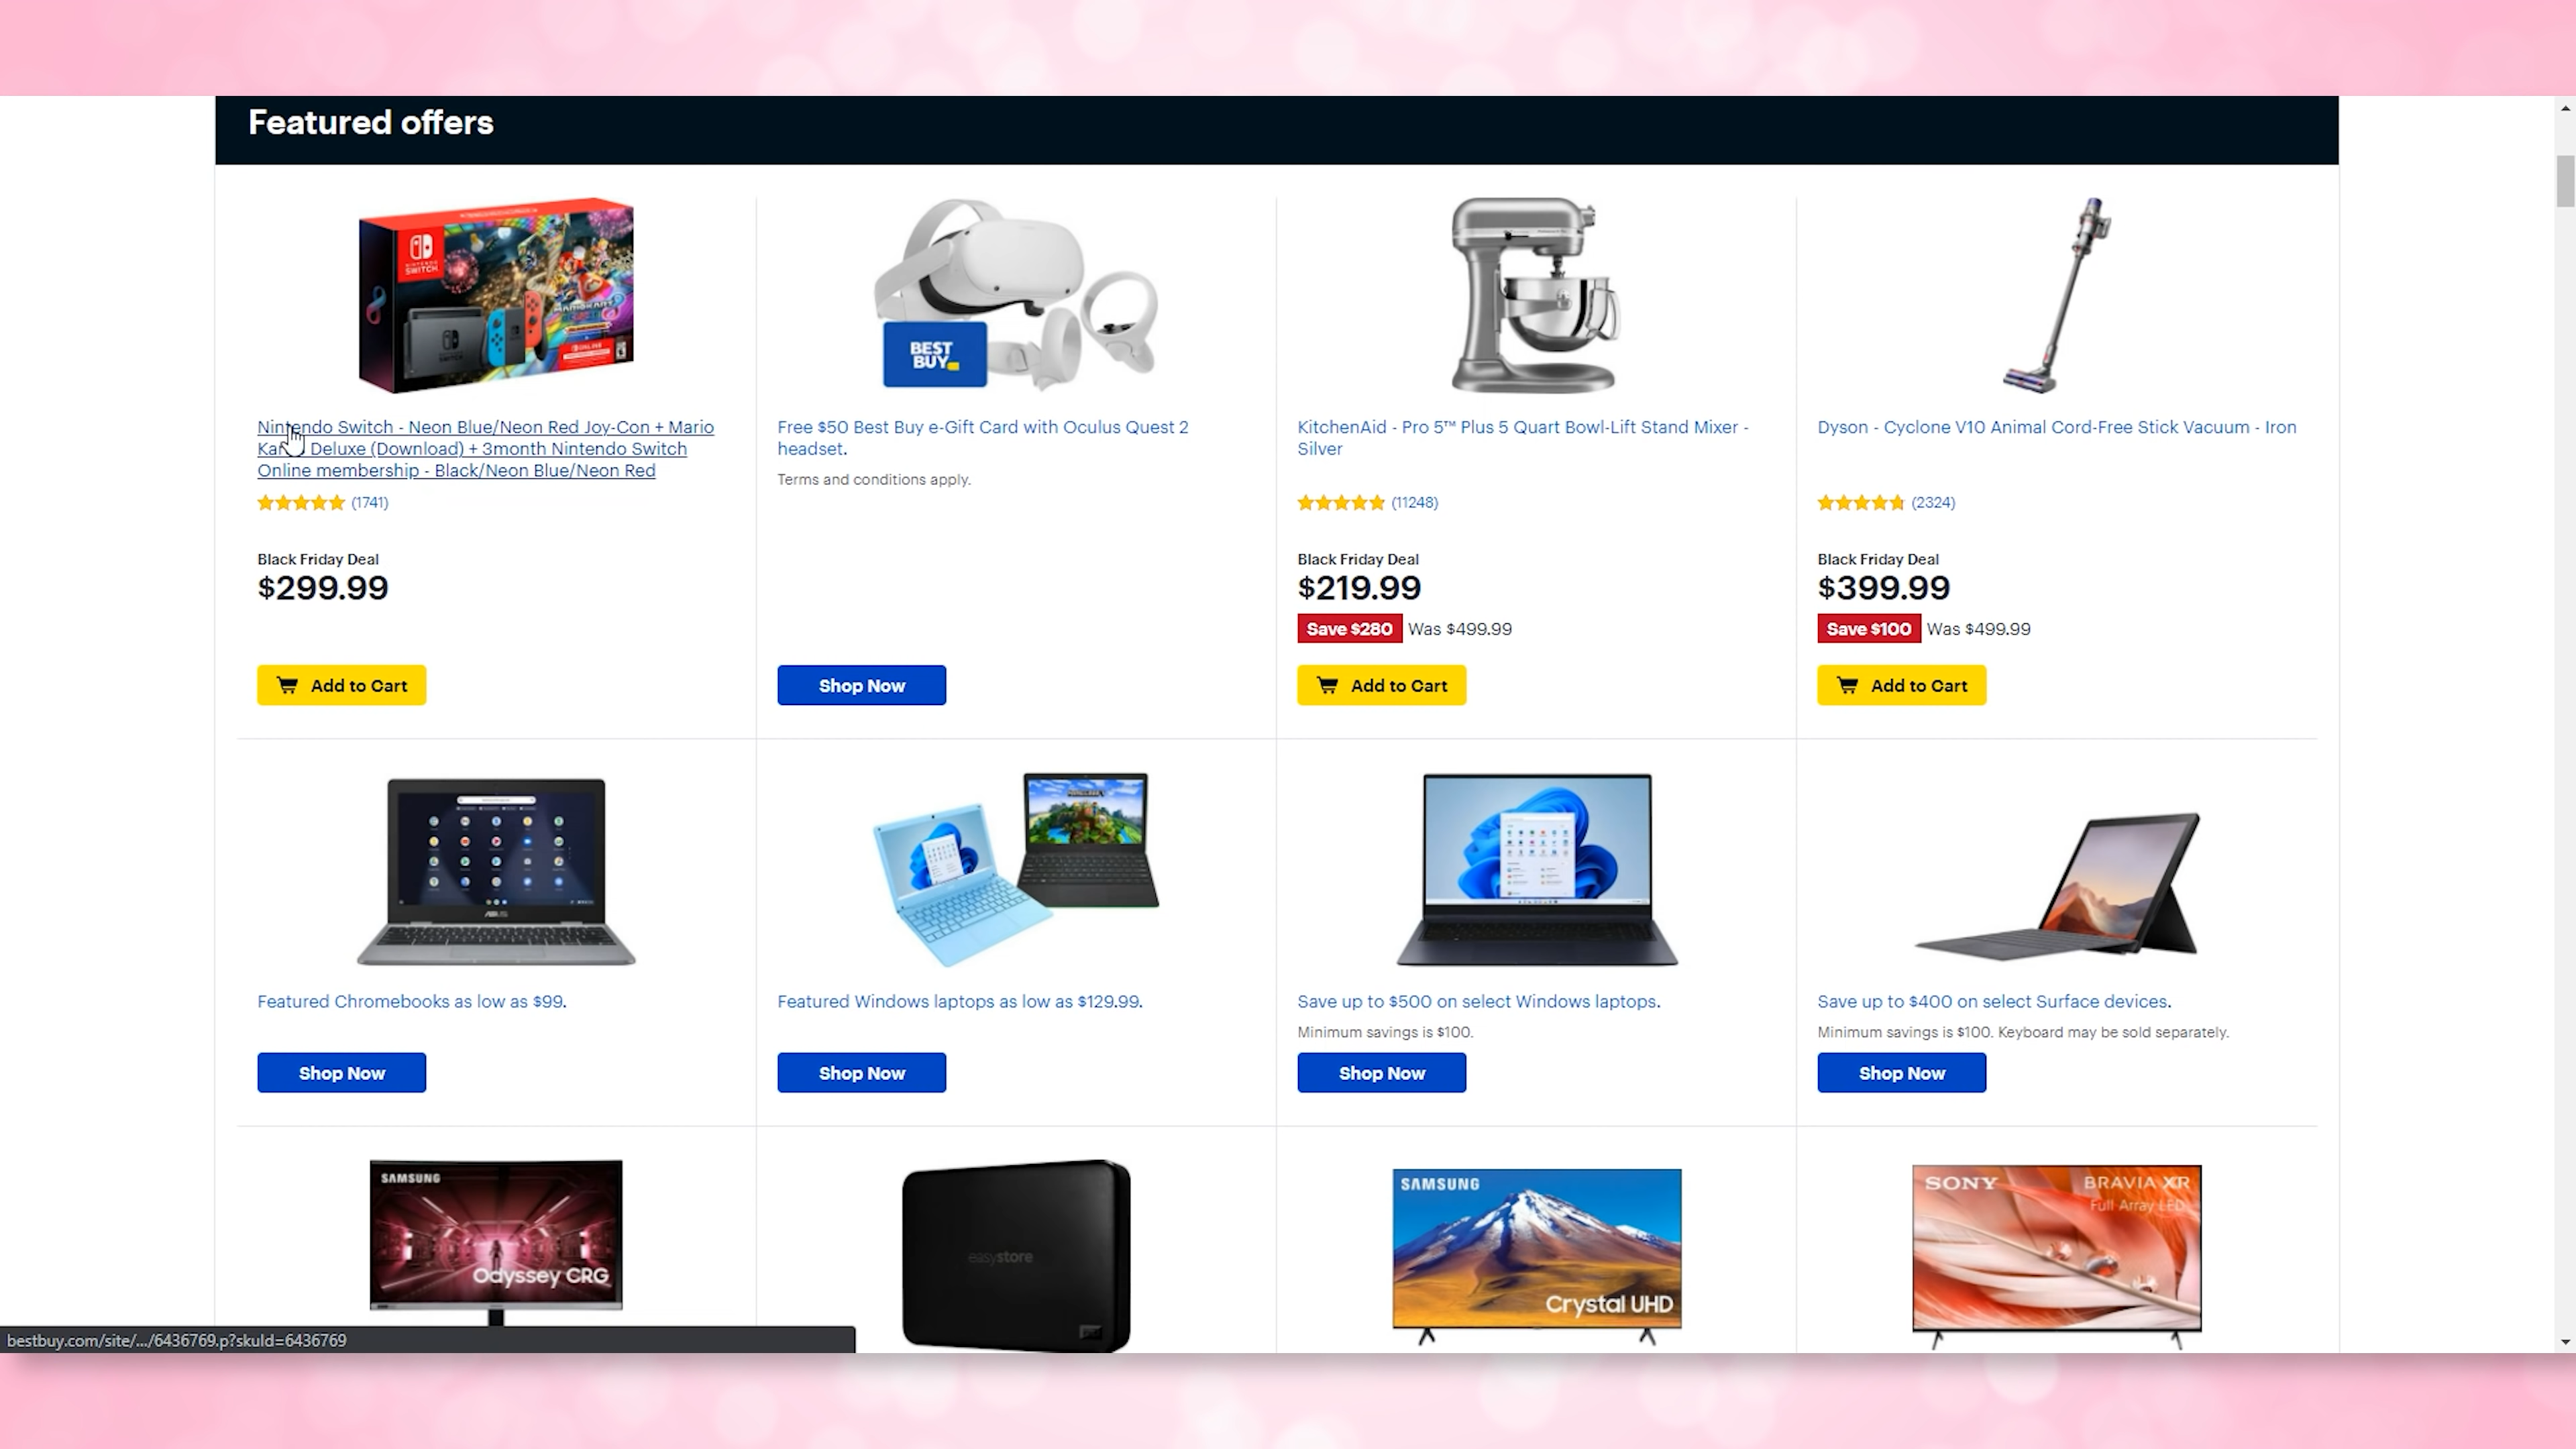 Featured offers
NINTENDO
SWITCH
BEST
BUY
Nintendo Switch - Neon Blue/Neon Red Joy-Con + Mario
Deluxe (Download) + 3month Nintendo Switch
Online membership - Black/Neon Blue/Neon Red
(1741)
Black Friday Deal
$299.99
Add to Cart
Free $50 Best Buy e-Gift Card with Oculus Quest 2
headset.
Terms and conditions apply.
Shop Now
KitchenAid - Pro 5™ Plus 5 Quart Bowl-Lift Stand Mixer -
Silver
(11248)
Black Friday Deal
$219.99
Save $280 Was $499.99
Add to Cart
Dyson - Cyclone V10 Animal Cord-Free Stick Vacuum - Iron
(2324)
Black Friday Deal
$399.99
Save $100 Was $499.99
Add to Cart
ASUS
Featured Chromebooks as low as $99.
Shop Now
MINECRAFT
Featured Windows laptops as low as $129.99.
Shop Now
Save up to $500 on select Windows laptops.
Minimum savings is $100.
Shop Now
Save up to $400 on select Surface devices.
Minimum savings is $100. Keyboard may be sold separately.
Shop Now
SAMSUNG
Odyssey CRG
easystore
SAMSUNG
Crystal UHD
SONY
BRAVIA XR
Full Array LED
bestbuy.com/site/.../6436769.p?skuId=6436769